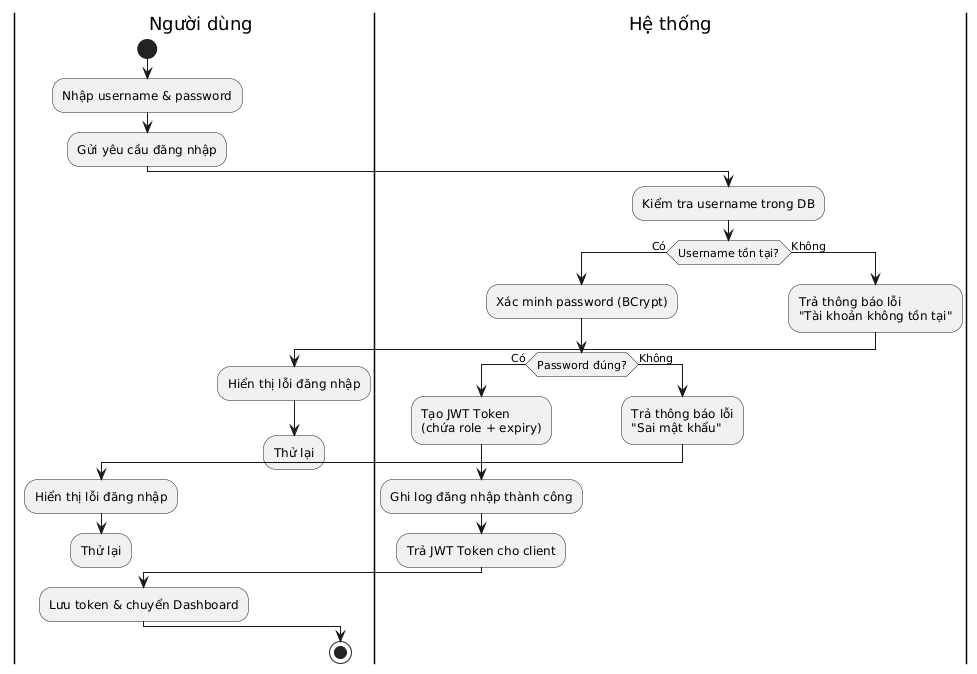 Người dùng
Hệ thống
Nhập username & password
Gửi yêu cầu đăng nhập
Kiểm tra username trong DB
Có
Username tồn tại?
Không
Xác minh password (BCrypt)
Trả thông báo lỗi
"Tài khoản không tồn tại"
Có
Password đúng?
Không
Hiển thị lỗi đăng nhập
Tạo JWT Token
(chứa role + expiry)
Trả thông báo lỗi
"Sai mật khẩu"
Thử lại
Hiển thị lỗi đăng nhập
Ghi log đăng nhập thành công
Thử lại
Trả JWT Token cho client
Lưu token & chuyển Dashboard